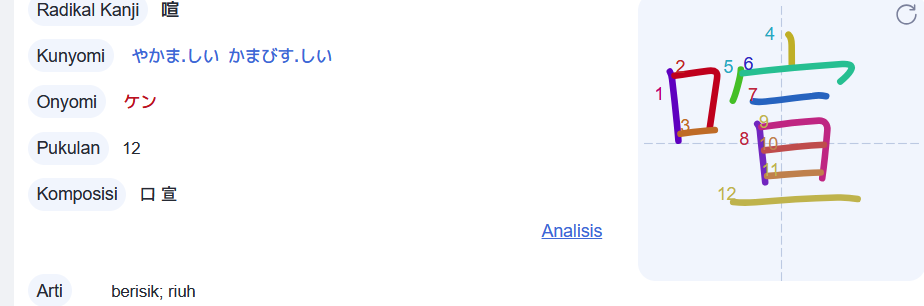 Radikal Kanji 喧
Kunyomi やかま.しい かまびす.しい
Onyomi ケン
Pukulan 12
Komposisi 口 宣
Analisis
Arti berisik; riuh
4
5 6
2
1
7
3
9
8 10
11
12